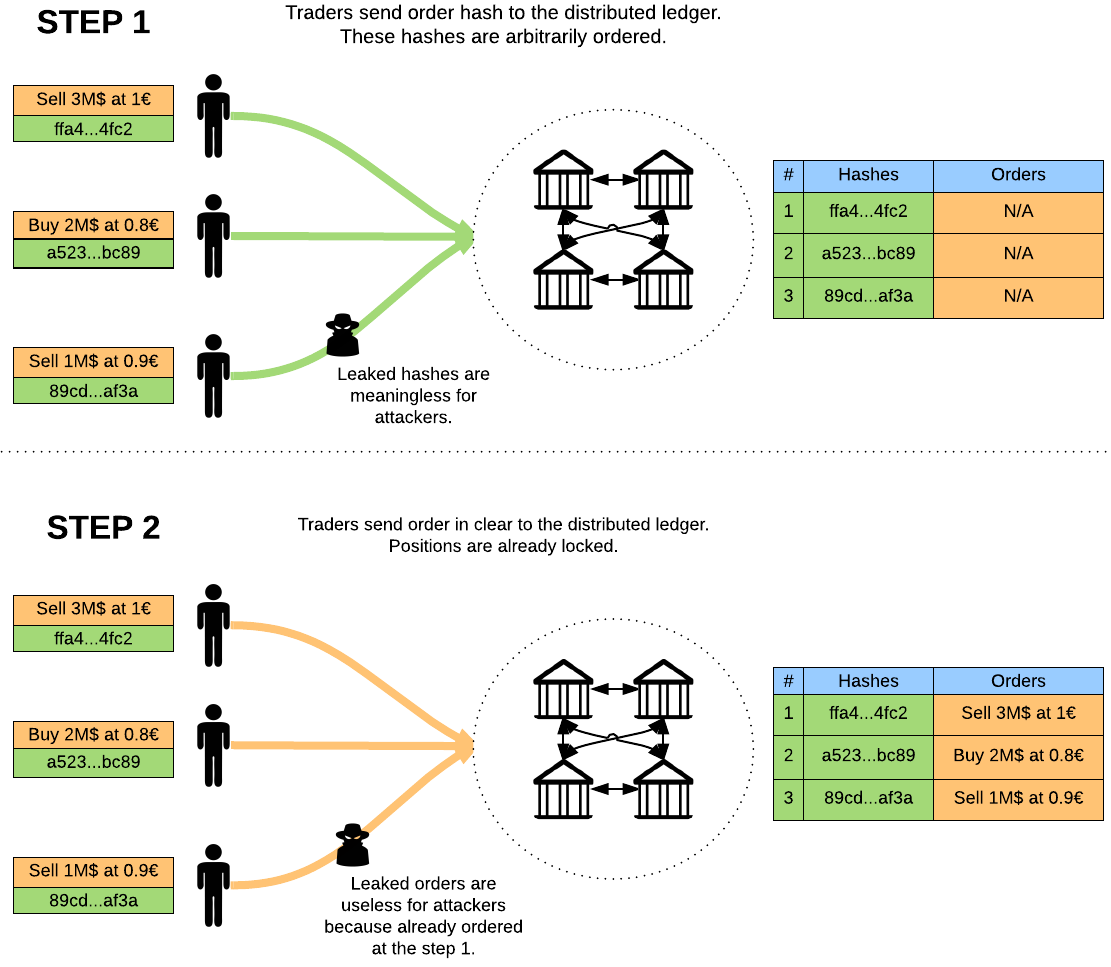 STEP 1
Traders send order hash to the distributed ledger.
These hashes are arbitrarily ordered.
Sell 3M$ at 1€
ffa4...4fc2
Buy 2M$ at 0.8€
a523...bc89
Sell 1M$ at 0.9€
89cd...af3a
Leaked hashes are
meaningless for
attackers.
# Hashes Orders
1 ffa4...4fc2 N/A
2 a523...bc89 N/A
3 89cd...af3a N/A
STEP 2
Traders send order in clear to the distributed ledger.
Positions are already locked.
Sell 3M$ at 1€
ffa4...4fc2
Buy 2M$ at 0.8€
a523...bc89
Sell 1M$ at 0.9€
89cd...af3a
Leaked orders are
useless for attackers
because already ordered
at the step 1.
# Hashes Orders
1 ffa4...4fc2 Sell 3M$ at 1€
2 a523...bc89 Buy 2M$ at 0.8€
3 89cd...af3a Sell 1M$ at 0.9€